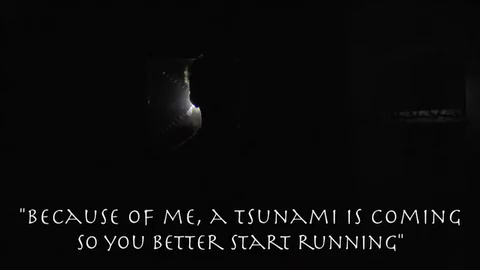 "BECAUSE OF ME, A TSUNAMI IS COMING
SO YOU BETTER START RUNNING"